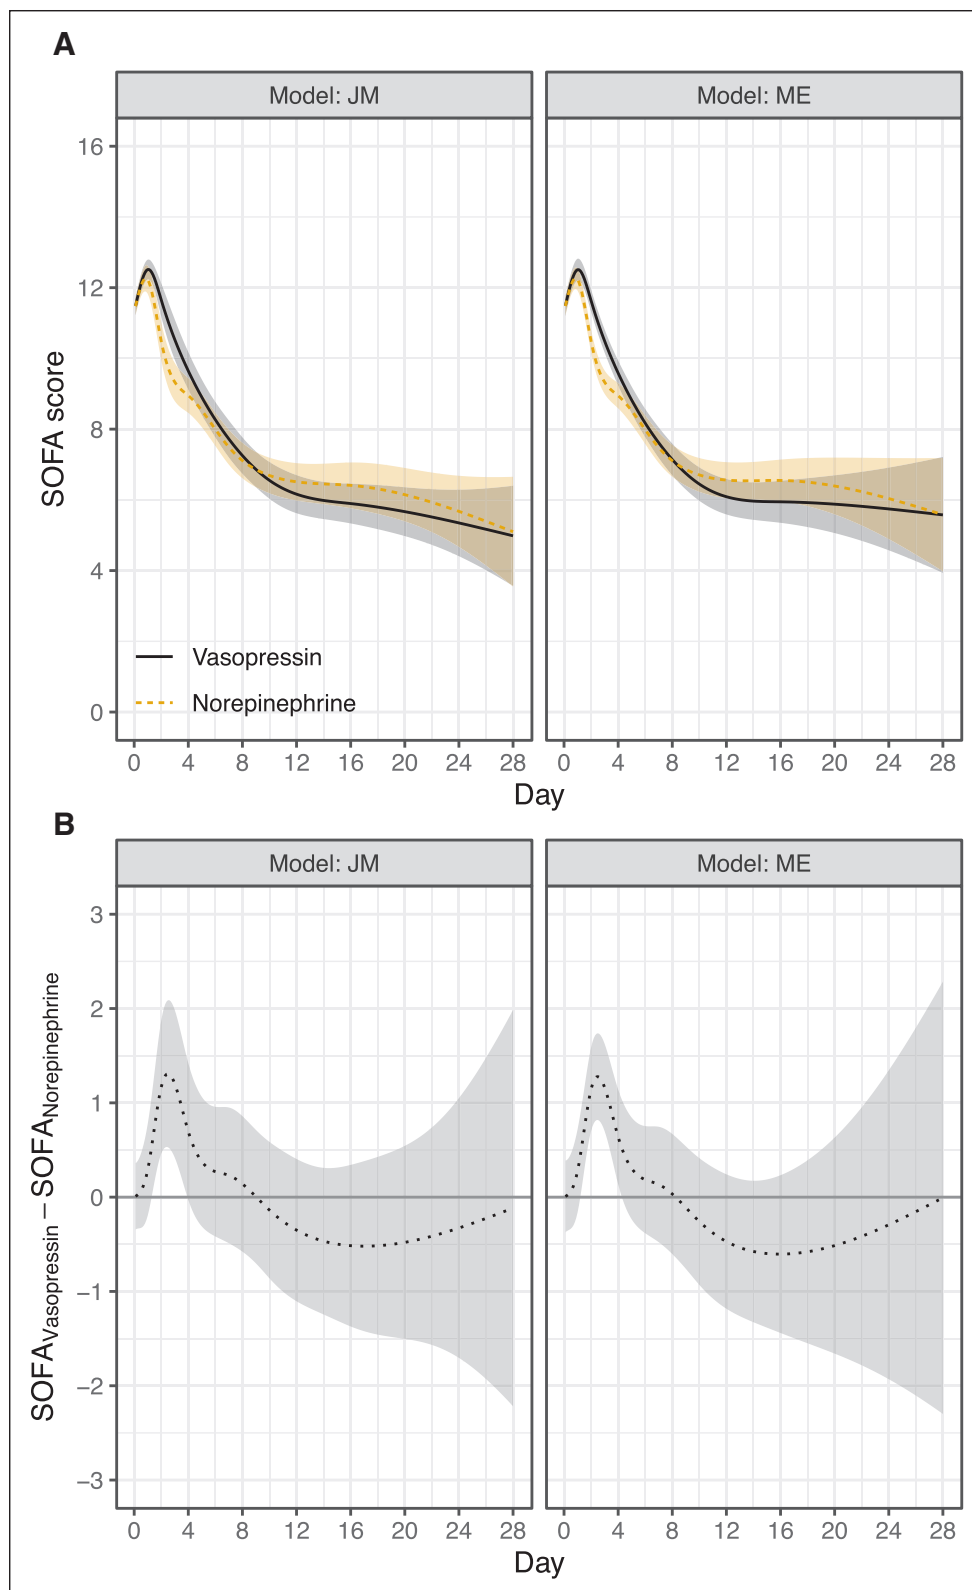 A
Model: JM
Model: ME
SOFA score
16
12
8
4
0
Vasopressin
Norepinephrine
0 4 8 12 16 20 24 28
0 4 8 12 16 20 24 28
Day
B
Model: JM
Model: ME
SOFAVasopressin − SOFANorepinephrine
3
2
1
0
−1
−2
−3
0 4 8 12 16 20 24 28
0 4 8 12 16 20 24 28
Day